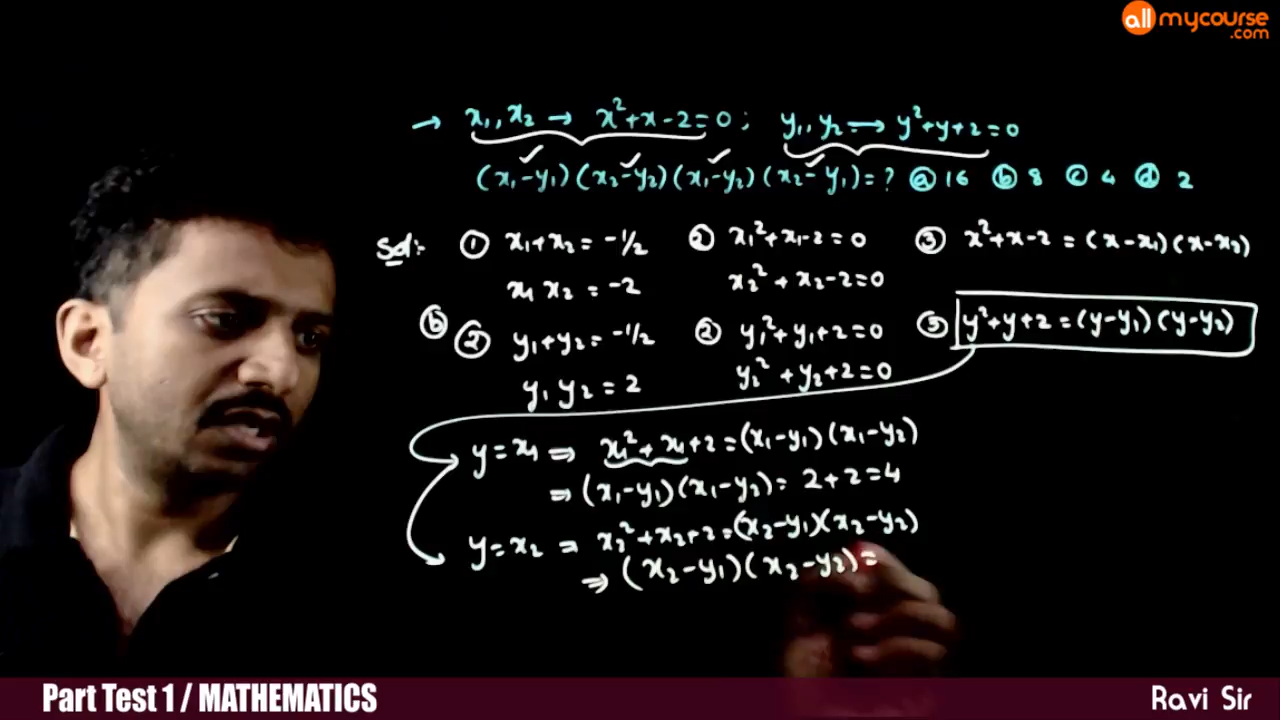 all mycourse
.com
→ x₁, x₂ → x²+x-2=0 ; y₁, y₂ → y²+y+2=0
(x₁-y₁)(x₂-y₂)(x₁-y₂)(x₂-y₁)=? ⓐ 16 ⓑ 8 ⓒ 4 ⓓ 2
Sol: ① x₁+x₂ = -1/2 ② x₁²+x₁-2=0 ③ x²+x-2 = (x-x₁)(x-x₂)
x₁ x₂ = -2 x₂²+x₂-2=0
ⓑ ② y₁+y₂ = -1/2 ② y₁²+y₁+2=0 ③ y²+y+2=(y-y₁)(y-y₂)
y₁ y₂ = 2 y₂²+y₂+2=0
y=x₁ ⇒ x₁²+x₁+2=(x₁-y₁)(x₁-y₂)
⇒ (x₁-y₁)(x₁-y₂)= 2+2=4
y=x₂ ⇒ x₂²+x₂+2=(x₂-y₁)(x₂-y₂)
⇒ (x₂-y₁)(x₂-y₂)=
Part Test 1 / MATHEMATICS
Ravi Sir